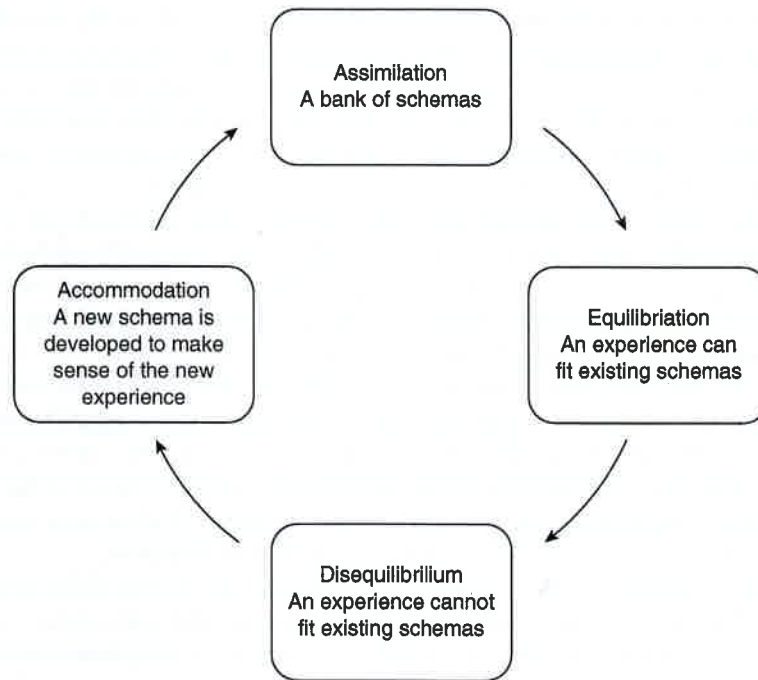 Assimilation
A bank of schemas
Equilibriation
An experience can
fit existing schemas
Disequilibrilium
An experience cannot
fit existing schemas
Accommodation
A new schema is
developed to make
sense of the new
experience